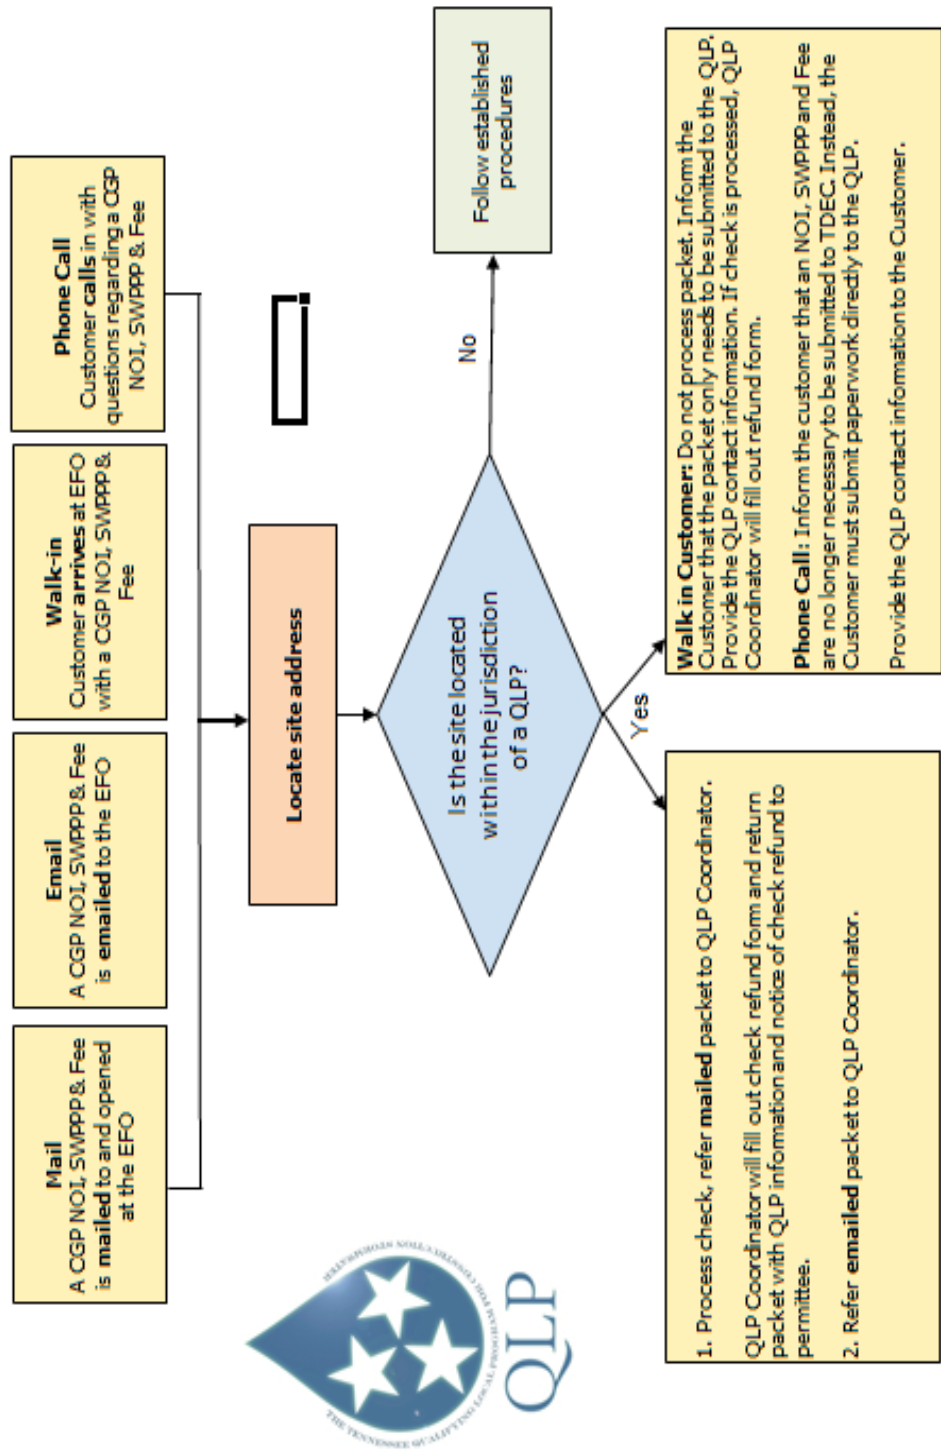 Mail
A CGP NOI, SWPPP & Fee
is mailed to and opened
at the EFO
Email
A CGP NOI, SWPPP & Fee
is emailed to the EFO
Walk-in
Customer arrives at EFO
with a CGP NOI, SWPPP &
Fee
Phone Call
Customer calls in with
questions regarding a CGP
NOI, SWPPP & Fee
THE TENNESSEE QUALIFYING LOCAL PROGRAM FOR CONSTRUCTION STORMWATER
QLP
Locate site address
Is the site located
within the jurisdiction
of a QLP?
No
Follow established
procedures
Yes
1. Process check, refer mailed packet to QLP Coordinator.
QLP Coordinator will fill out check refund form and return
packet with QLP information and notice of check refund to
permittee.
2. Refer emailed packet to QLP Coordinator.
Walk in Customer: Do not process packet. Inform the
Customer that the packet only needs to be submitted to the QLP.
Provide the QLP contact information. If check is processed, QLP
Coordinator will fill out refund form.
Phone Call: Inform the customer that an NOI, SWPPP and Fee
are no longer necessary to be submitted to TDEC. Instead, the
Customer must submit paperwork directly to the QLP.
Provide the QLP contact information to the Customer.